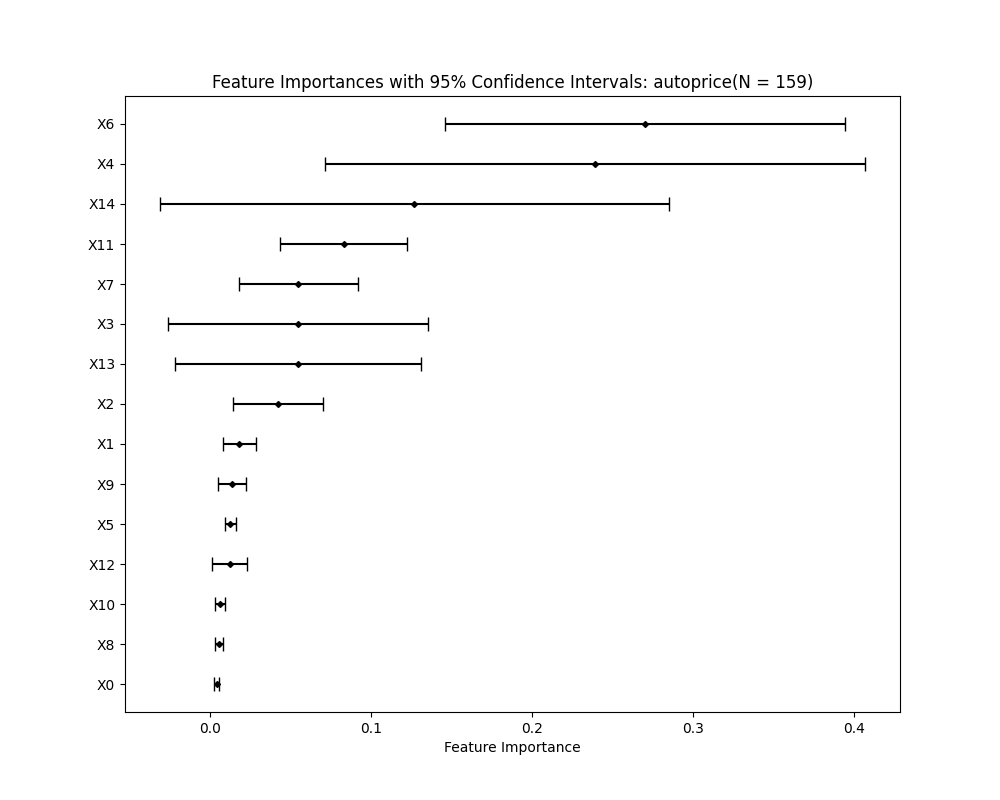 Feature Importances with 95% Confidence Intervals: autoprice(N = 159)
X6
X4
X14
X11
X7
X3
X13
X2
X1
X9
X5
X12
X10
X8
X0
0.0 0.1 0.2 0.3 0.4
Feature Importance